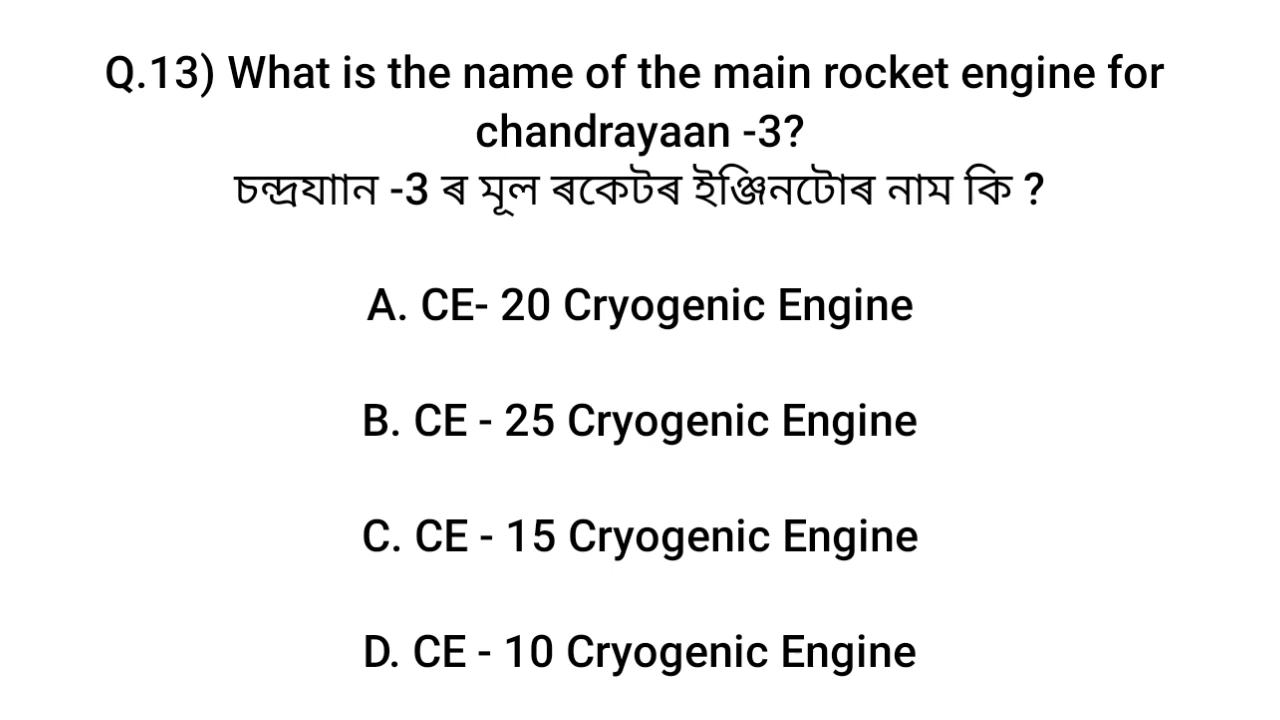 Q.13) What is the name of the main rocket engine for
chandrayaan -3?
চন্দ্ৰযাান -3 ৰ মূল ৰকেটৰ ইঞ্জিনটোৰ নাম কি ?
A. CE- 20 Cryogenic Engine
B. CE - 25 Cryogenic Engine
C. CE - 15 Cryogenic Engine
D. CE - 10 Cryogenic Engine